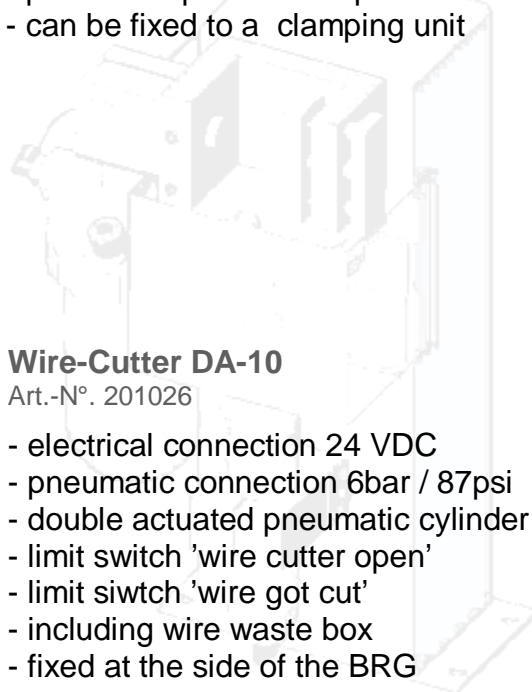 - can be fixed to a  clamping unit
Wire-Cutter DA-10
Art.-N°. 201026
- electrical connection 24 VDC
- pneumatic connection 6bar / 87psi
- double actuated pneumatic cylinder
- limit switch ’wire cutter open’
- limit siwtch ’wire got cut’
- including wire waste box
- fixed at the side of the BRG